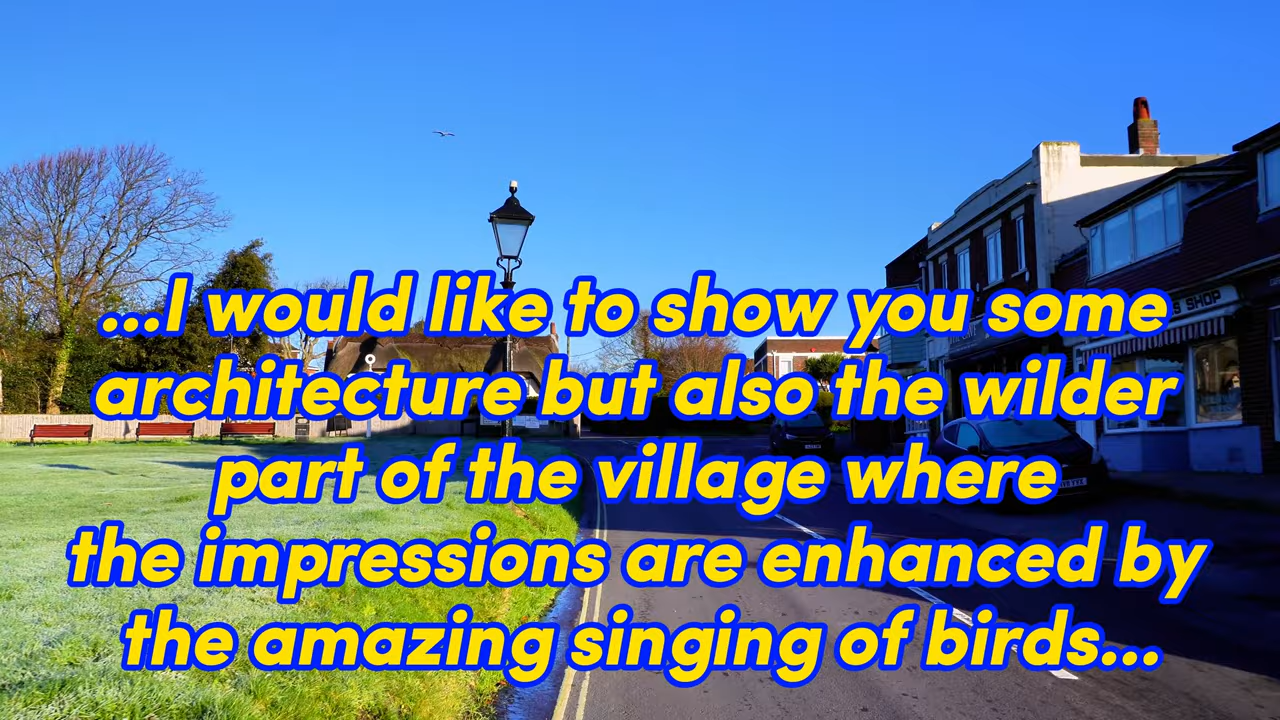 ...I would like to show you some
architecture but also the wilder
part of the village where
the impressions are enhanced by
the amazing singing of birds...
S SHOP